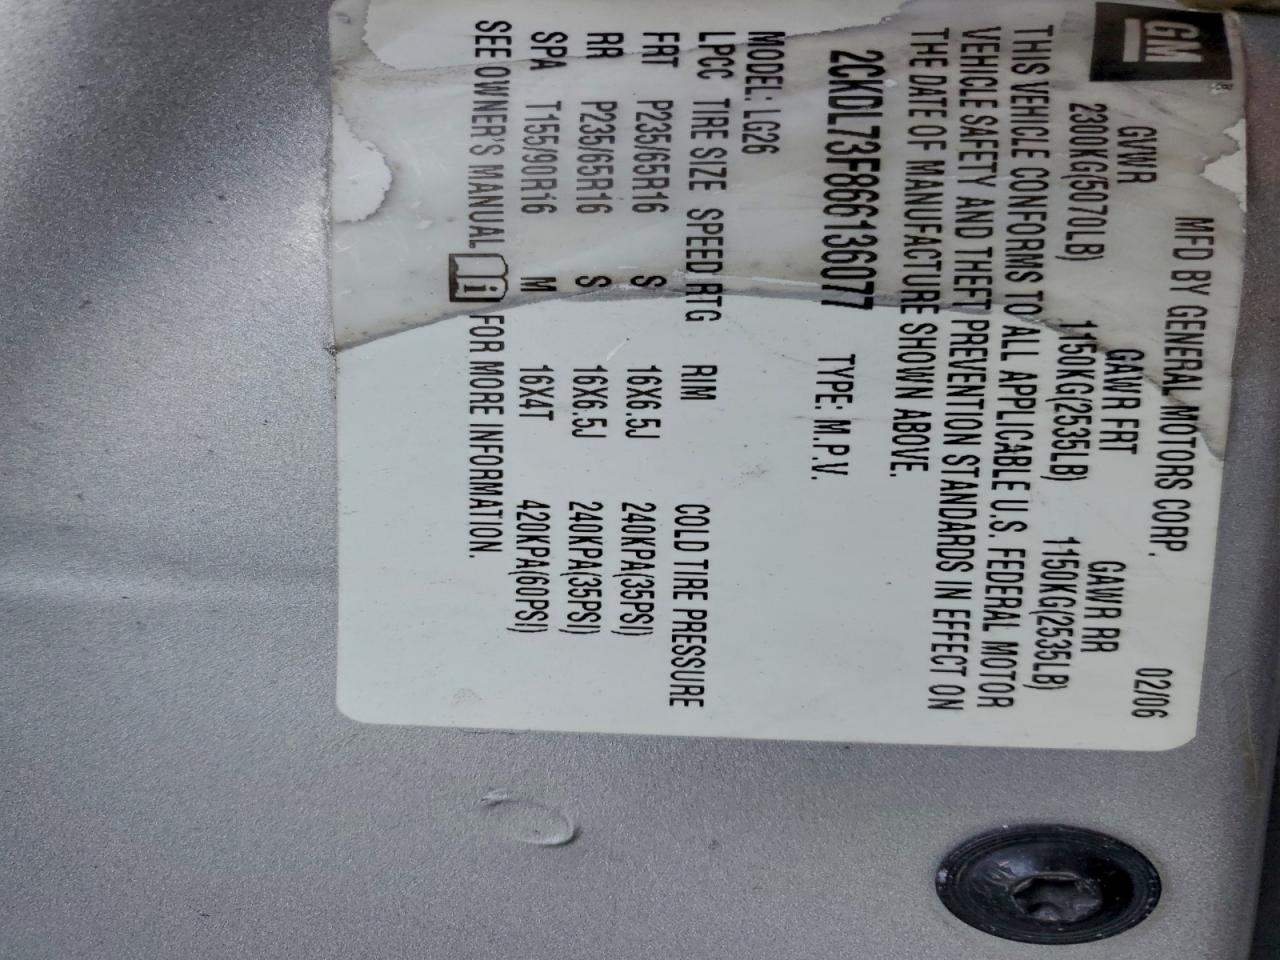 GM
MFD BY GENERAL MOTORS CORP. 02/06
GVWR GAWR FRT GAWR RR
2300KG(5070LB) 1150KG(2535LB) 1150KG(2535LB)
THIS VEHICLE CONFORMS TO ALL APPLICABLE U.S. FEDERAL MOTOR
VEHICLE SAFETY AND THEFT PREVENTION STANDARDS IN EFFECT ON
THE DATE OF MANUFACTURE SHOWN ABOVE.
2CKDL73F866136077 TYPE: M.P.V.
MODEL: LG26
LPCC TIRE SIZE SPEED RTG RIM COLD TIRE PRESSURE
FRT P235/65R16 S 16X6.5J 240KPA(35PSI)
RR P235/65R16 S 16X6.5J 240KPA(35PSI)
SPA T155/90R16 M 16X4T 420KPA(60PSI)
SEE OWNER'S MANUAL i FOR MORE INFORMATION.